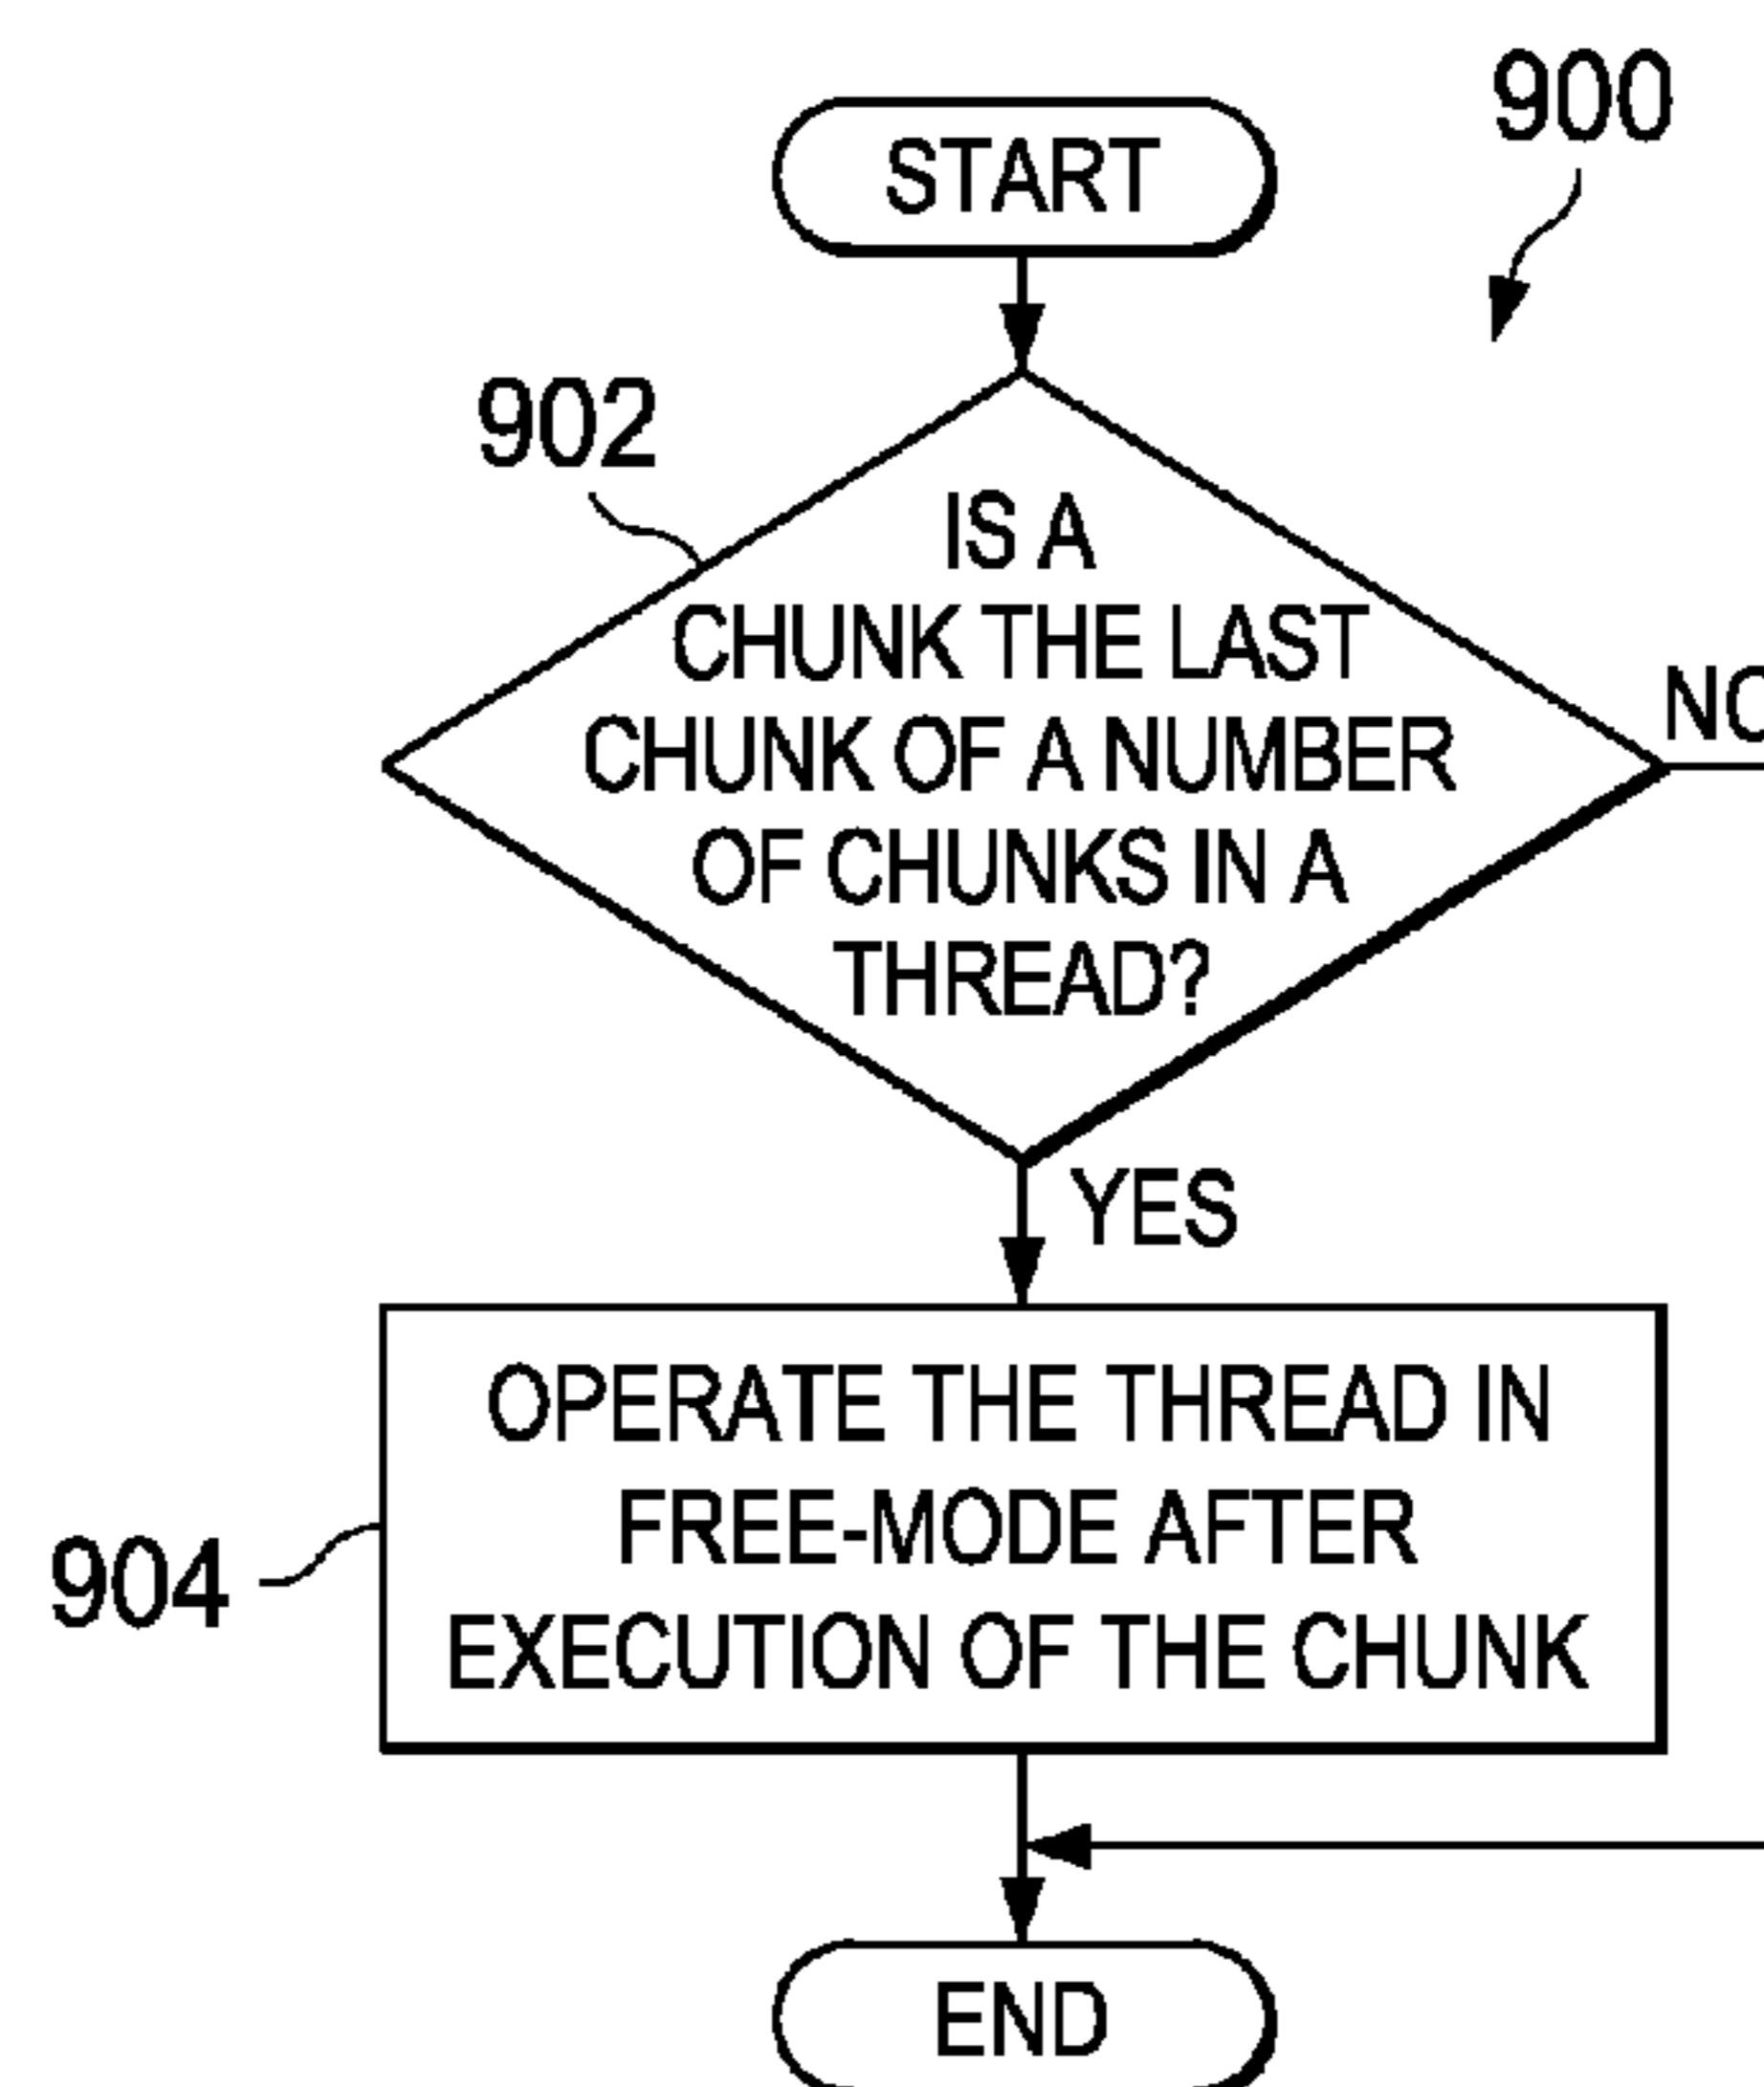 900
START
902
IS A
CHUNK THE LAST
CHUNK OF A NUMBER
OF CHUNKS IN A
THREAD?
NO
YES
904
OPERATE THE THREAD IN
FREE-MODE AFTER
EXECUTION OF THE CHUNK
END